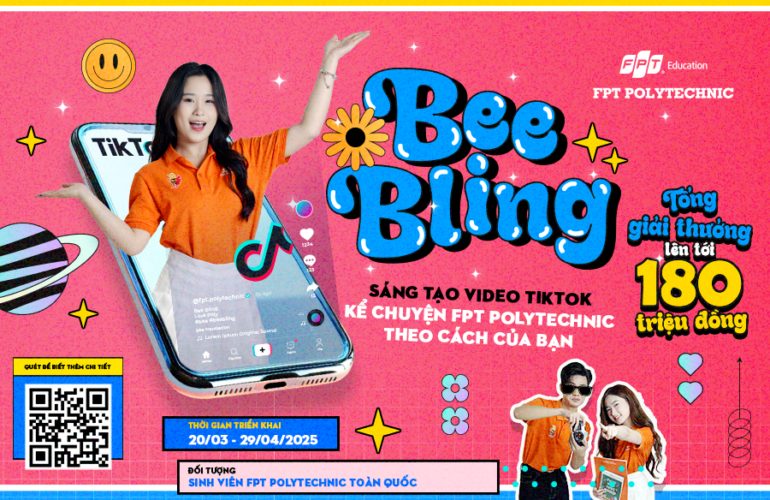 FPT Education
FPT POLYTECHNIC
TikTo
Bee
Bling
Tổng
giải thưởng
lên tới
180
triệu đồng
SÁNG TẠO VIDEO TIKTOK
KỂ CHUYỆN FPT POLYTECHNIC
THEO CÁCH CỦA BẠN
@fpt.polytechnic
QUÉT ĐỂ BIẾT THÊM CHI TIẾT
THỜI GIAN TRIỂN KHAI
20/03 - 29/04/2025
ĐỐI TƯỢNG
SINH VIÊN FPT POLYTECHNIC TOÀN QUỐC